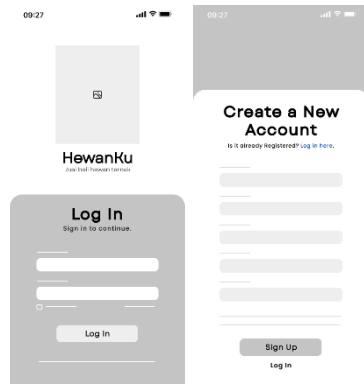 09:27
HewanKu
Jual beli hewan ternak
Log In
Sign in to continue.
Log In
09:27
Create a New
Account
Is it already Registered? Log in here.
Sign Up
Log In